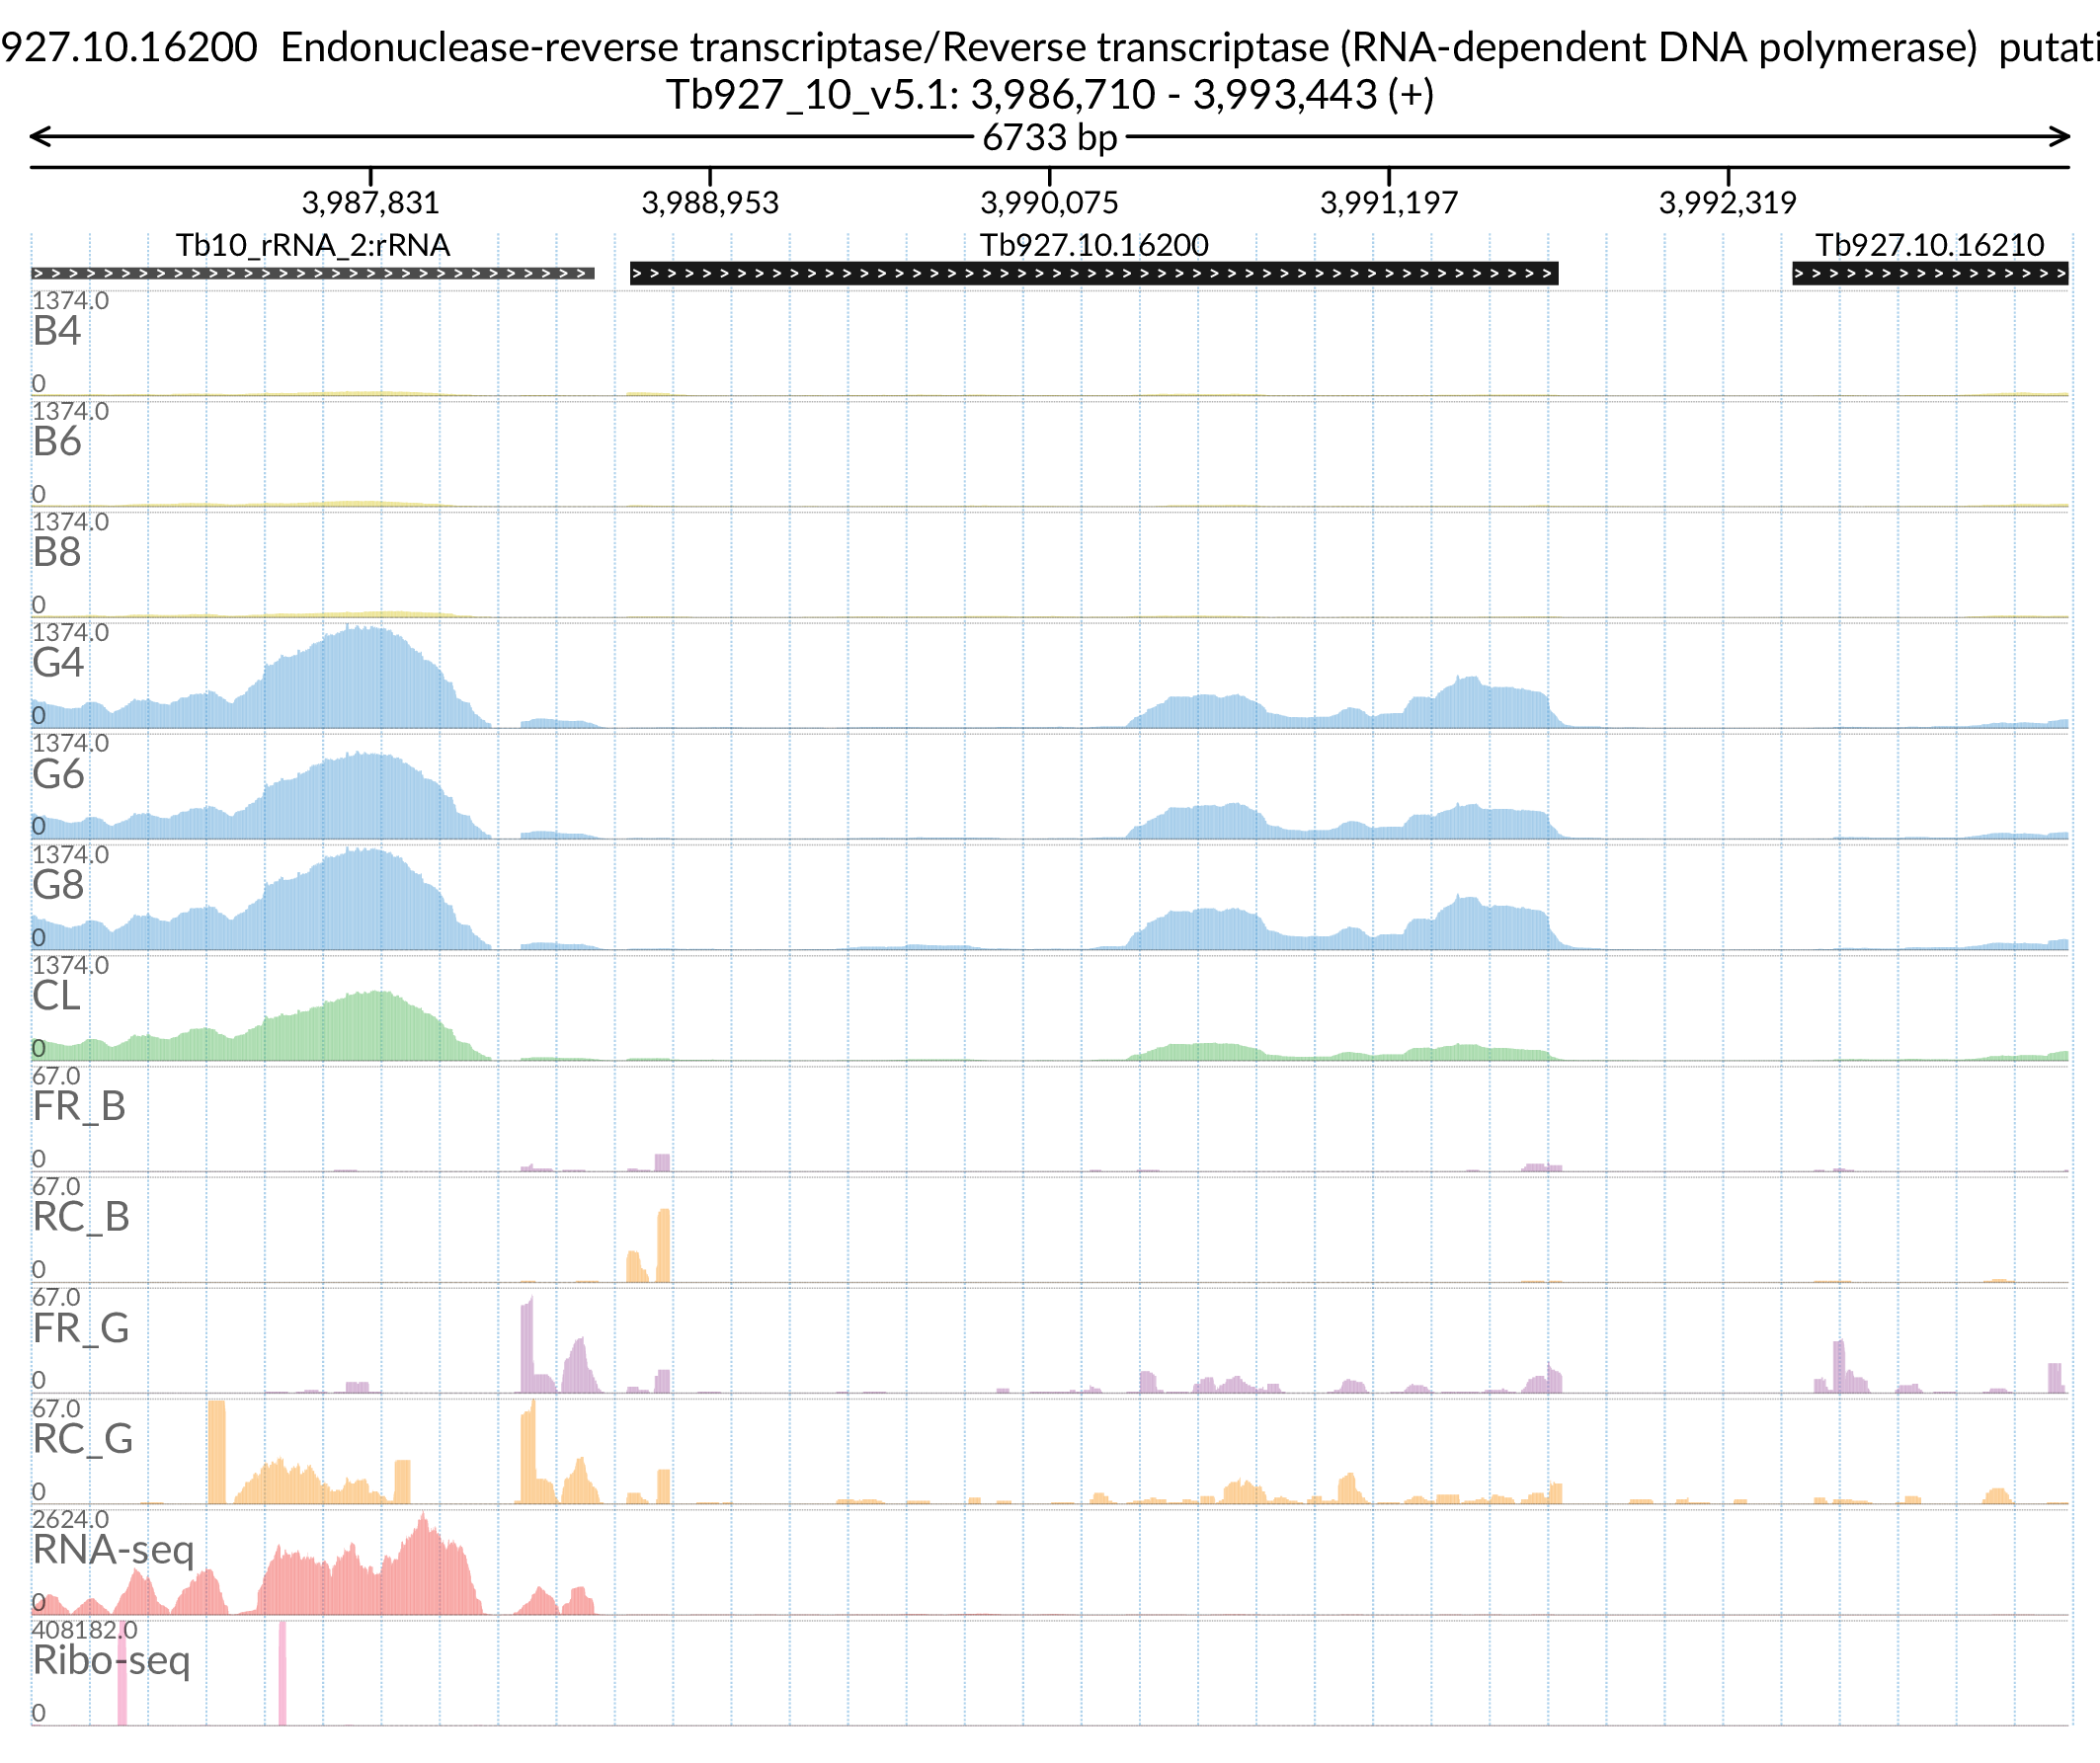 927.10.16200 Endonuclease-reverse transcriptase/Reverse transcriptase (RNA-dependent DNA polymerase) putati
Tb927_10_v5.1: 3,986,710 - 3,993,443 (+)
6733 bp
3,987,831 3,988,953 3,990,075 3,991,197 3,992,319
Tb10_rRNA_2:rRNA Tb927.10.16200 Tb927.10.16210
1374.0
B4
0
1374.0
B6
0
1374.0
B8
0
1374.0
G4
0
1374.0
G6
0
1374.0
G8
0
1374.0
CL
0
67.0
FR_B
0
67.0
RC_B
0
67.0
FR_G
0
67.0
RC_G
0
2624.0
RNA-seq
0
408182.0
Ribo-seq
0